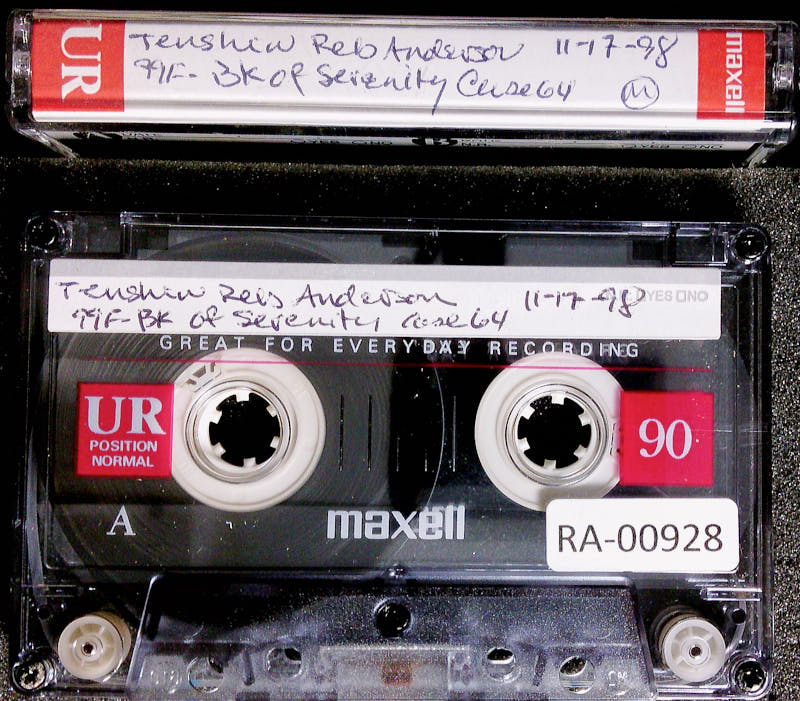 UR
Tenshin Reb Anderson 11-17-98
99F-BK of Serenity Case 64
M
maxell
Tenshin Reb Anderson 11-17-98
99F-BK of Serenity Case 64
YES NO
GREAT FOR EVERYDAY RECORDING
UR
POSITION
NORMAL
90
A
maxell
RA-00928